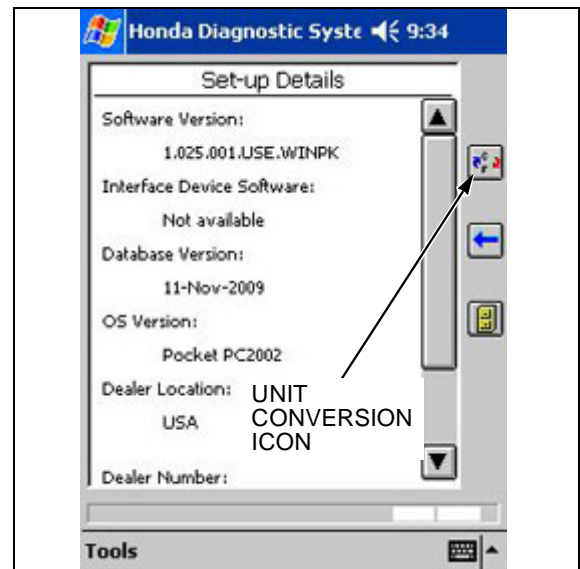 Honda Diagnostic Syste 9:34
Set-up Details
Software Version:
1.025.001.USE.WINPK
Interface Device Software:
Not available
Database Version:
11-Nov-2009
OS Version:
Pocket PC2002
Dealer Location:
USA
UNIT
CONVERSION
ICON
Dealer Number:
Tools